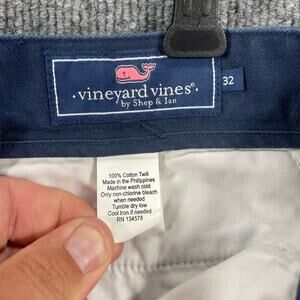 · vineyard vines® ·
by Shep & Ian
32
100% Cotton Twill
Made in the Philippines
Machine wash cold
Only non-chlorine bleach
when needed
Tumble dry low
Cool Iron if needed
RN 134578